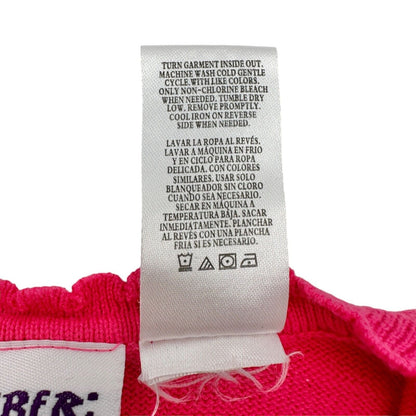 TURN GARMENT INSIDE OUT,
MACHINE WASH COLD GENTLE
CYCLE.WITH LIKE COLORS.
ONLY NON-CHLORINE BLEACH
WHEN NEEDED, TUMBLE DRY
LOW, REMOVE PROMPTLY.
COOL IRON ON REVERSE
SIDE WHEN NEEDED.
LAVAR LA ROPA AL REVÉS,
LAVAR A MÁQUINA EN FRIO
Y EN CICLO PARA ROPA
DELICADA, CON COLORES
SIMILARES, USAR SOLO
BLANQUEADOR SIN CLORO
CUANDO SEA NECESARIO.
SECAR EN MÁQUINA A
TEMPERATURA BÁJA, SACAR
INMEDIATAMENTE, PLANCHAR
AL REVÉS CON UNA PLANCHA
FRIA SI ES NECESARIO.
BER: